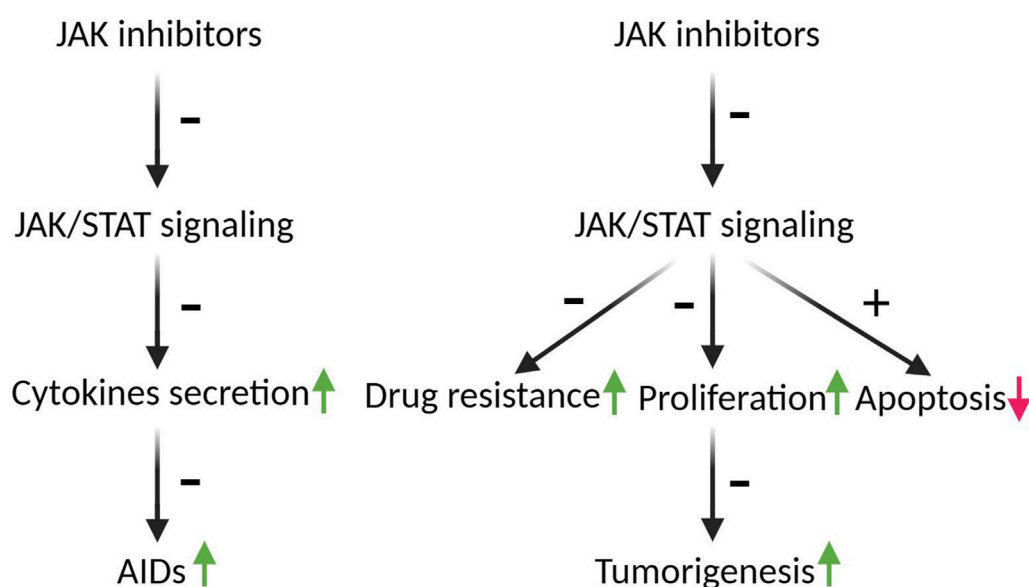 JAK inhibitors
-
JAK/STAT signaling
-
Cytokines secretion
-
AIDs
JAK inhibitors
-
JAK/STAT signaling
- - +
Drug resistance Proliferation Apoptosis
-
Tumorigenesis